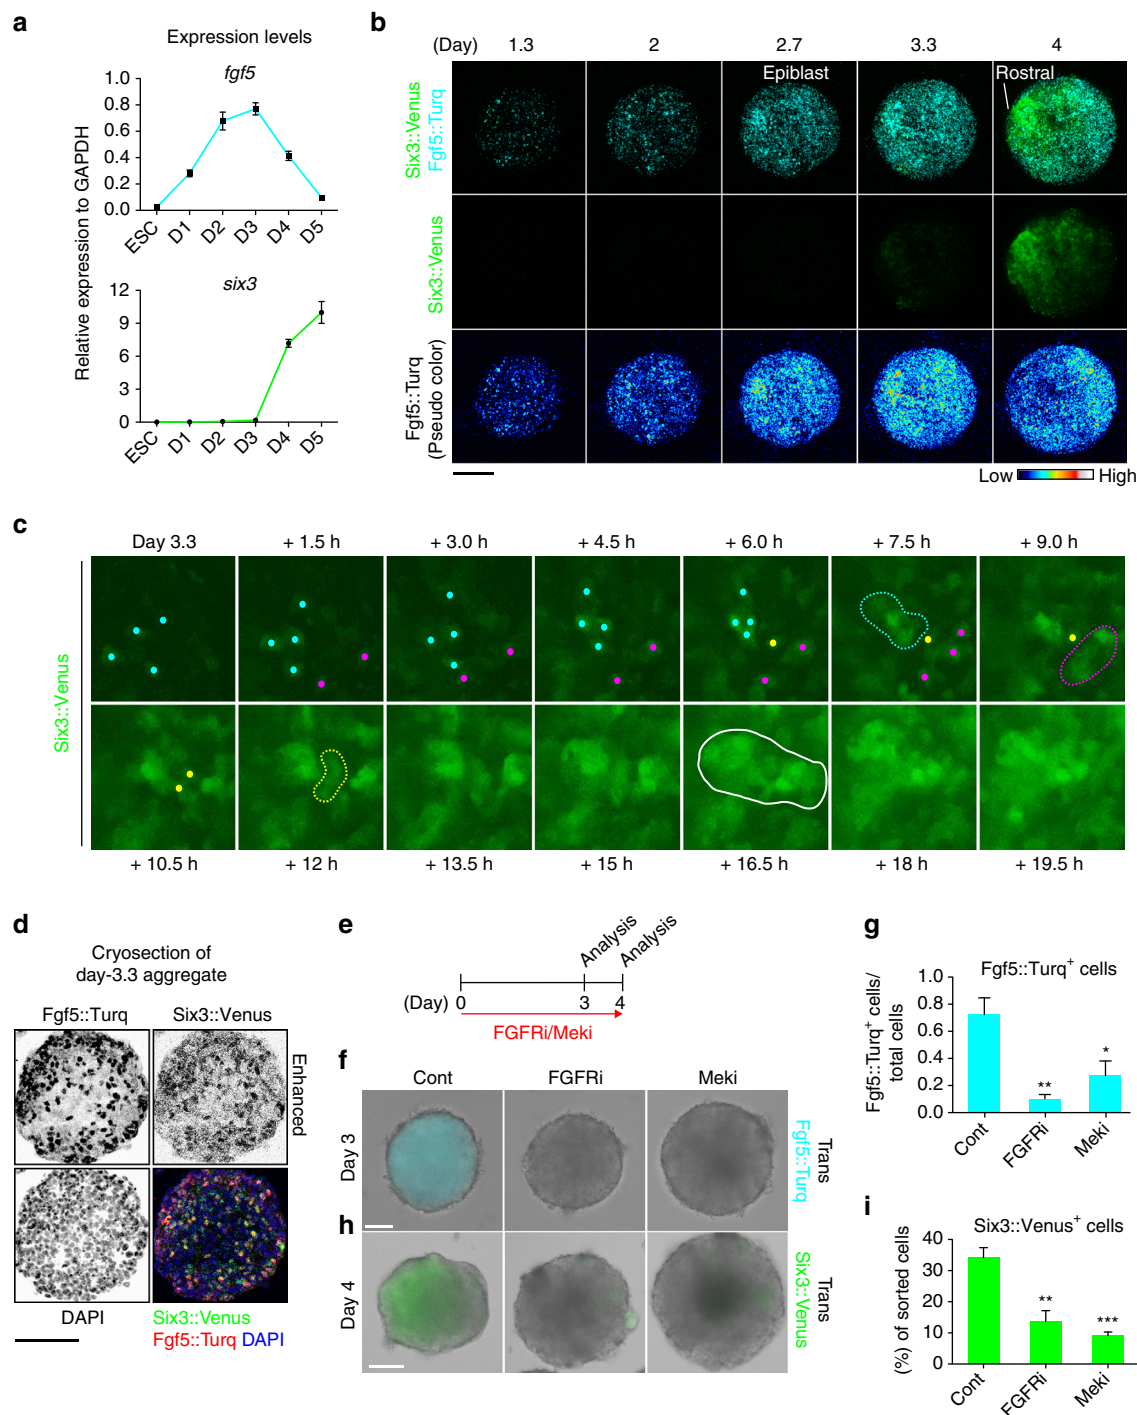 a
Expression levels
fgf5
Relative expression to GAPDH
1.0
0.8
0.6
0.4
0.2
0.0
ESC
D1
D2
D3
D4
D5
six3
12
9
6
3
0
ESC
D1
D2
D3
D4
D5
b
(Day) 1.3 2 2.7 3.3 4
Six3::Venus
Fgf5::Turq
Epiblast
Rostral
Six3::Venus
Fgf5::Turq
(Pseudo color)
Low High
c
Day 3.3 + 1.5 h + 3.0 h + 4.5 h + 6.0 h + 7.5 h + 9.0 h
Six3::Venus
+ 10.5 h + 12 h + 13.5 h + 15 h + 16.5 h + 18 h + 19.5 h
d
Cryosection of
day-3.3 aggregate
Fgf5::Turq Six3::Venus
Enhanced
DAPI
Six3::Venus
Fgf5::Turq DAPI
e
Analysis
Analysis
(Day) 0 3 4
FGFRi/Meki
f
Cont FGFRi Meki
Day 3
Trans
Fgf5::Turq
h
Day 4
Trans
Six3::Venus
g
Fgf5::Turq+ cells
Fgf5::Turq+ cells/
total cells
1.0
0.8
0.6
0.4
0.2
0.0
**
*
Cont
FGFRi
Meki
i
Six3::Venus+ cells
(%) of sorted cells
40
30
20
10
0
**
***
Cont
FGFRi
Meki